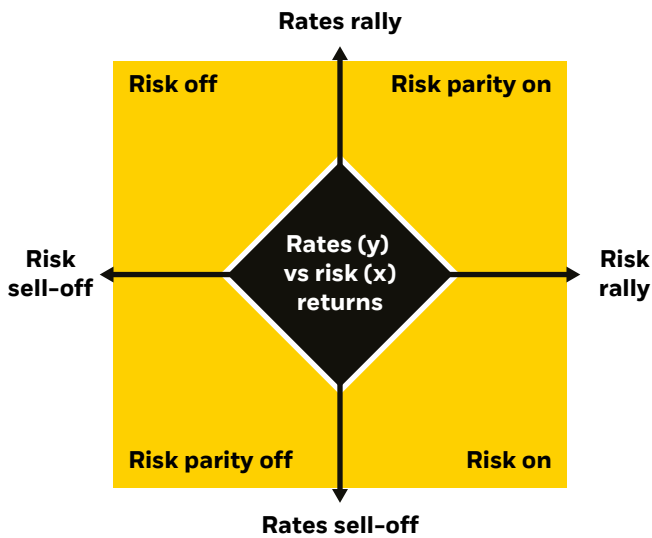 Rates rally
Risk off
Risk parity on
Rates (y)
vs risk (x)
returns
Risk
sell-off
Risk
rally
Risk parity off
Risk on
Rates sell-off